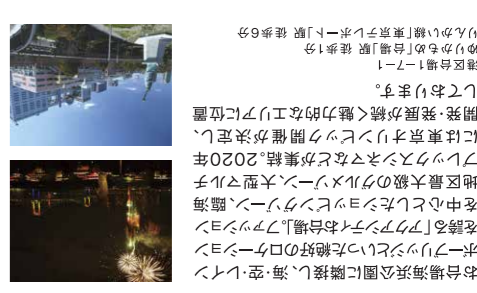 お台場海浜公園に隣接し、海・空・レイン
ボーブリッジといった絶好のロケーション
を誇る「アクアシティお台場」。ファッション
を中心としたショッピングゾーン、臨海
地区最大級のグルメゾーン、大型マルチ
プレックスシネマなどが集結。2020年
には東京オリンピック開催が決定し、
開発・発展が続く魅力的なエリアに位置
しております。
港区台場1-7-1
ゆりかもめ「台場」駅 徒歩1分
りんかい線「東京テレポート」駅 徒歩6分